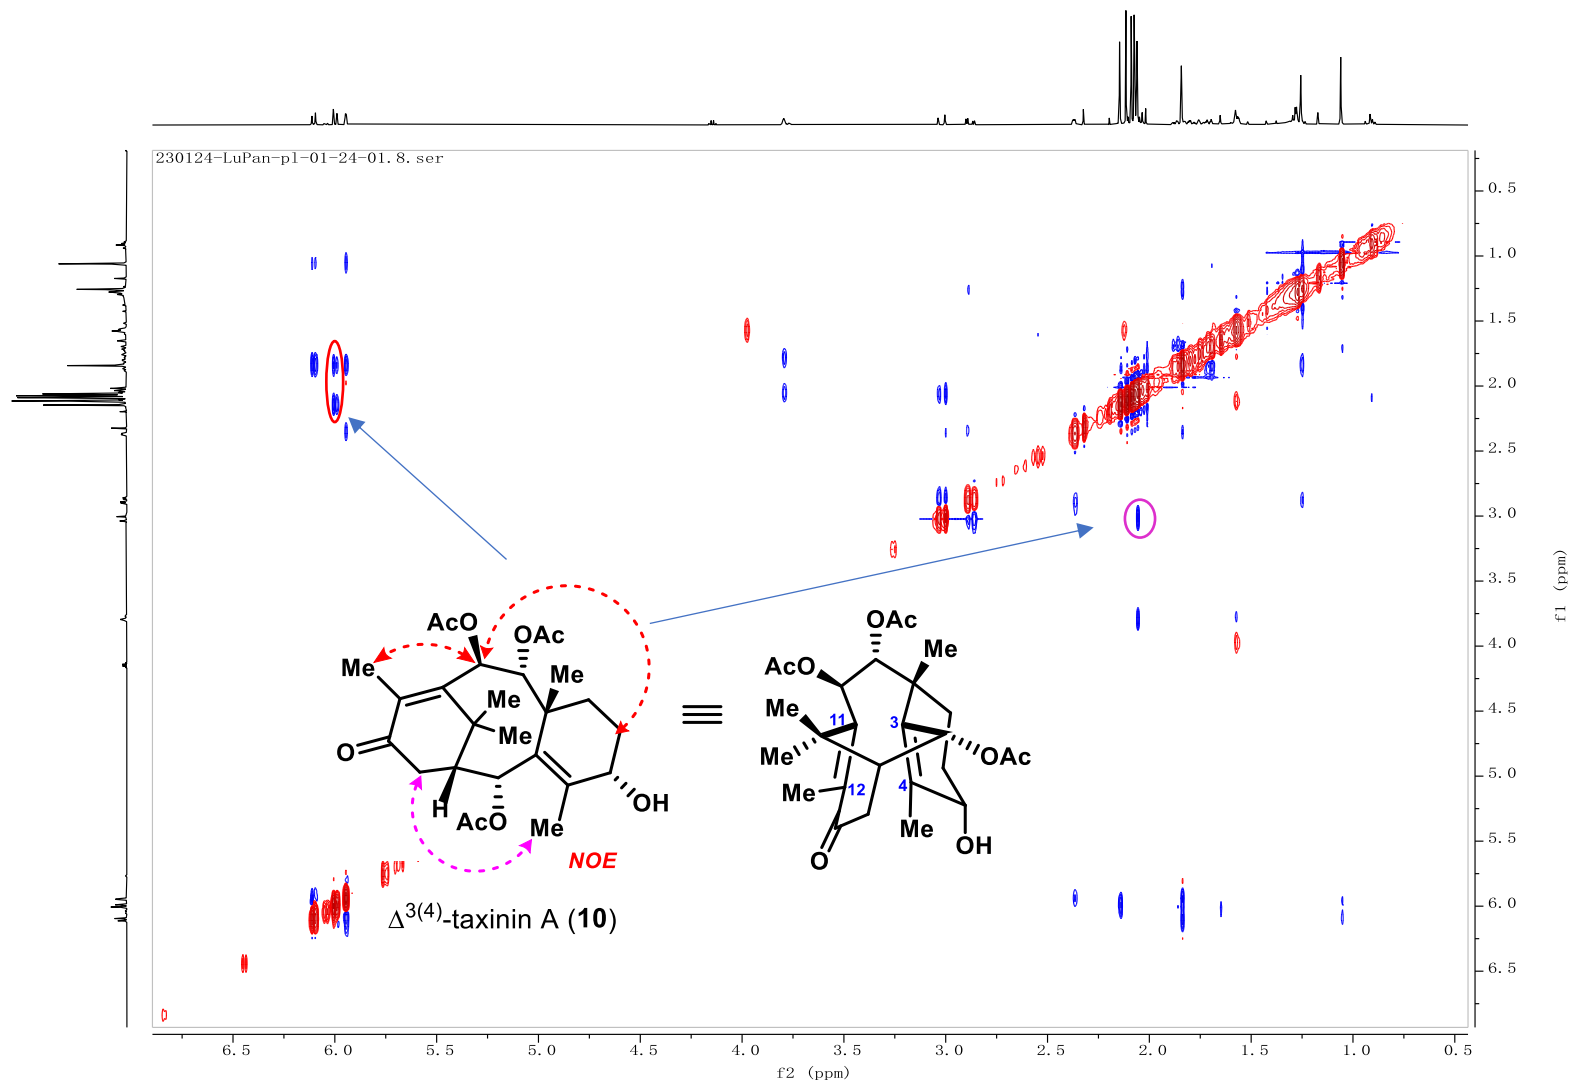 230124-LuPan-pl-01-24-01.8.ser
0.5
1.0
1.5
2.0
2.5
3.0
3.5
4.0
4.5
5.0
5.5
6.0
6.5
f1 (ppm)
AcO
OAc
Me
Me
Me
Me
O
H
AcO
Me
OH
NOE
Δ3(4)-taxinin A (10)
OAc
Me
AcO
Me
11
3
Me
OAc
Me
12
4
Me
O
OH
6.5 6.0 5.5 5.0 4.5 4.0 3.5 3.0 2.5 2.0 1.5 1.0 0.5
f2 (ppm)